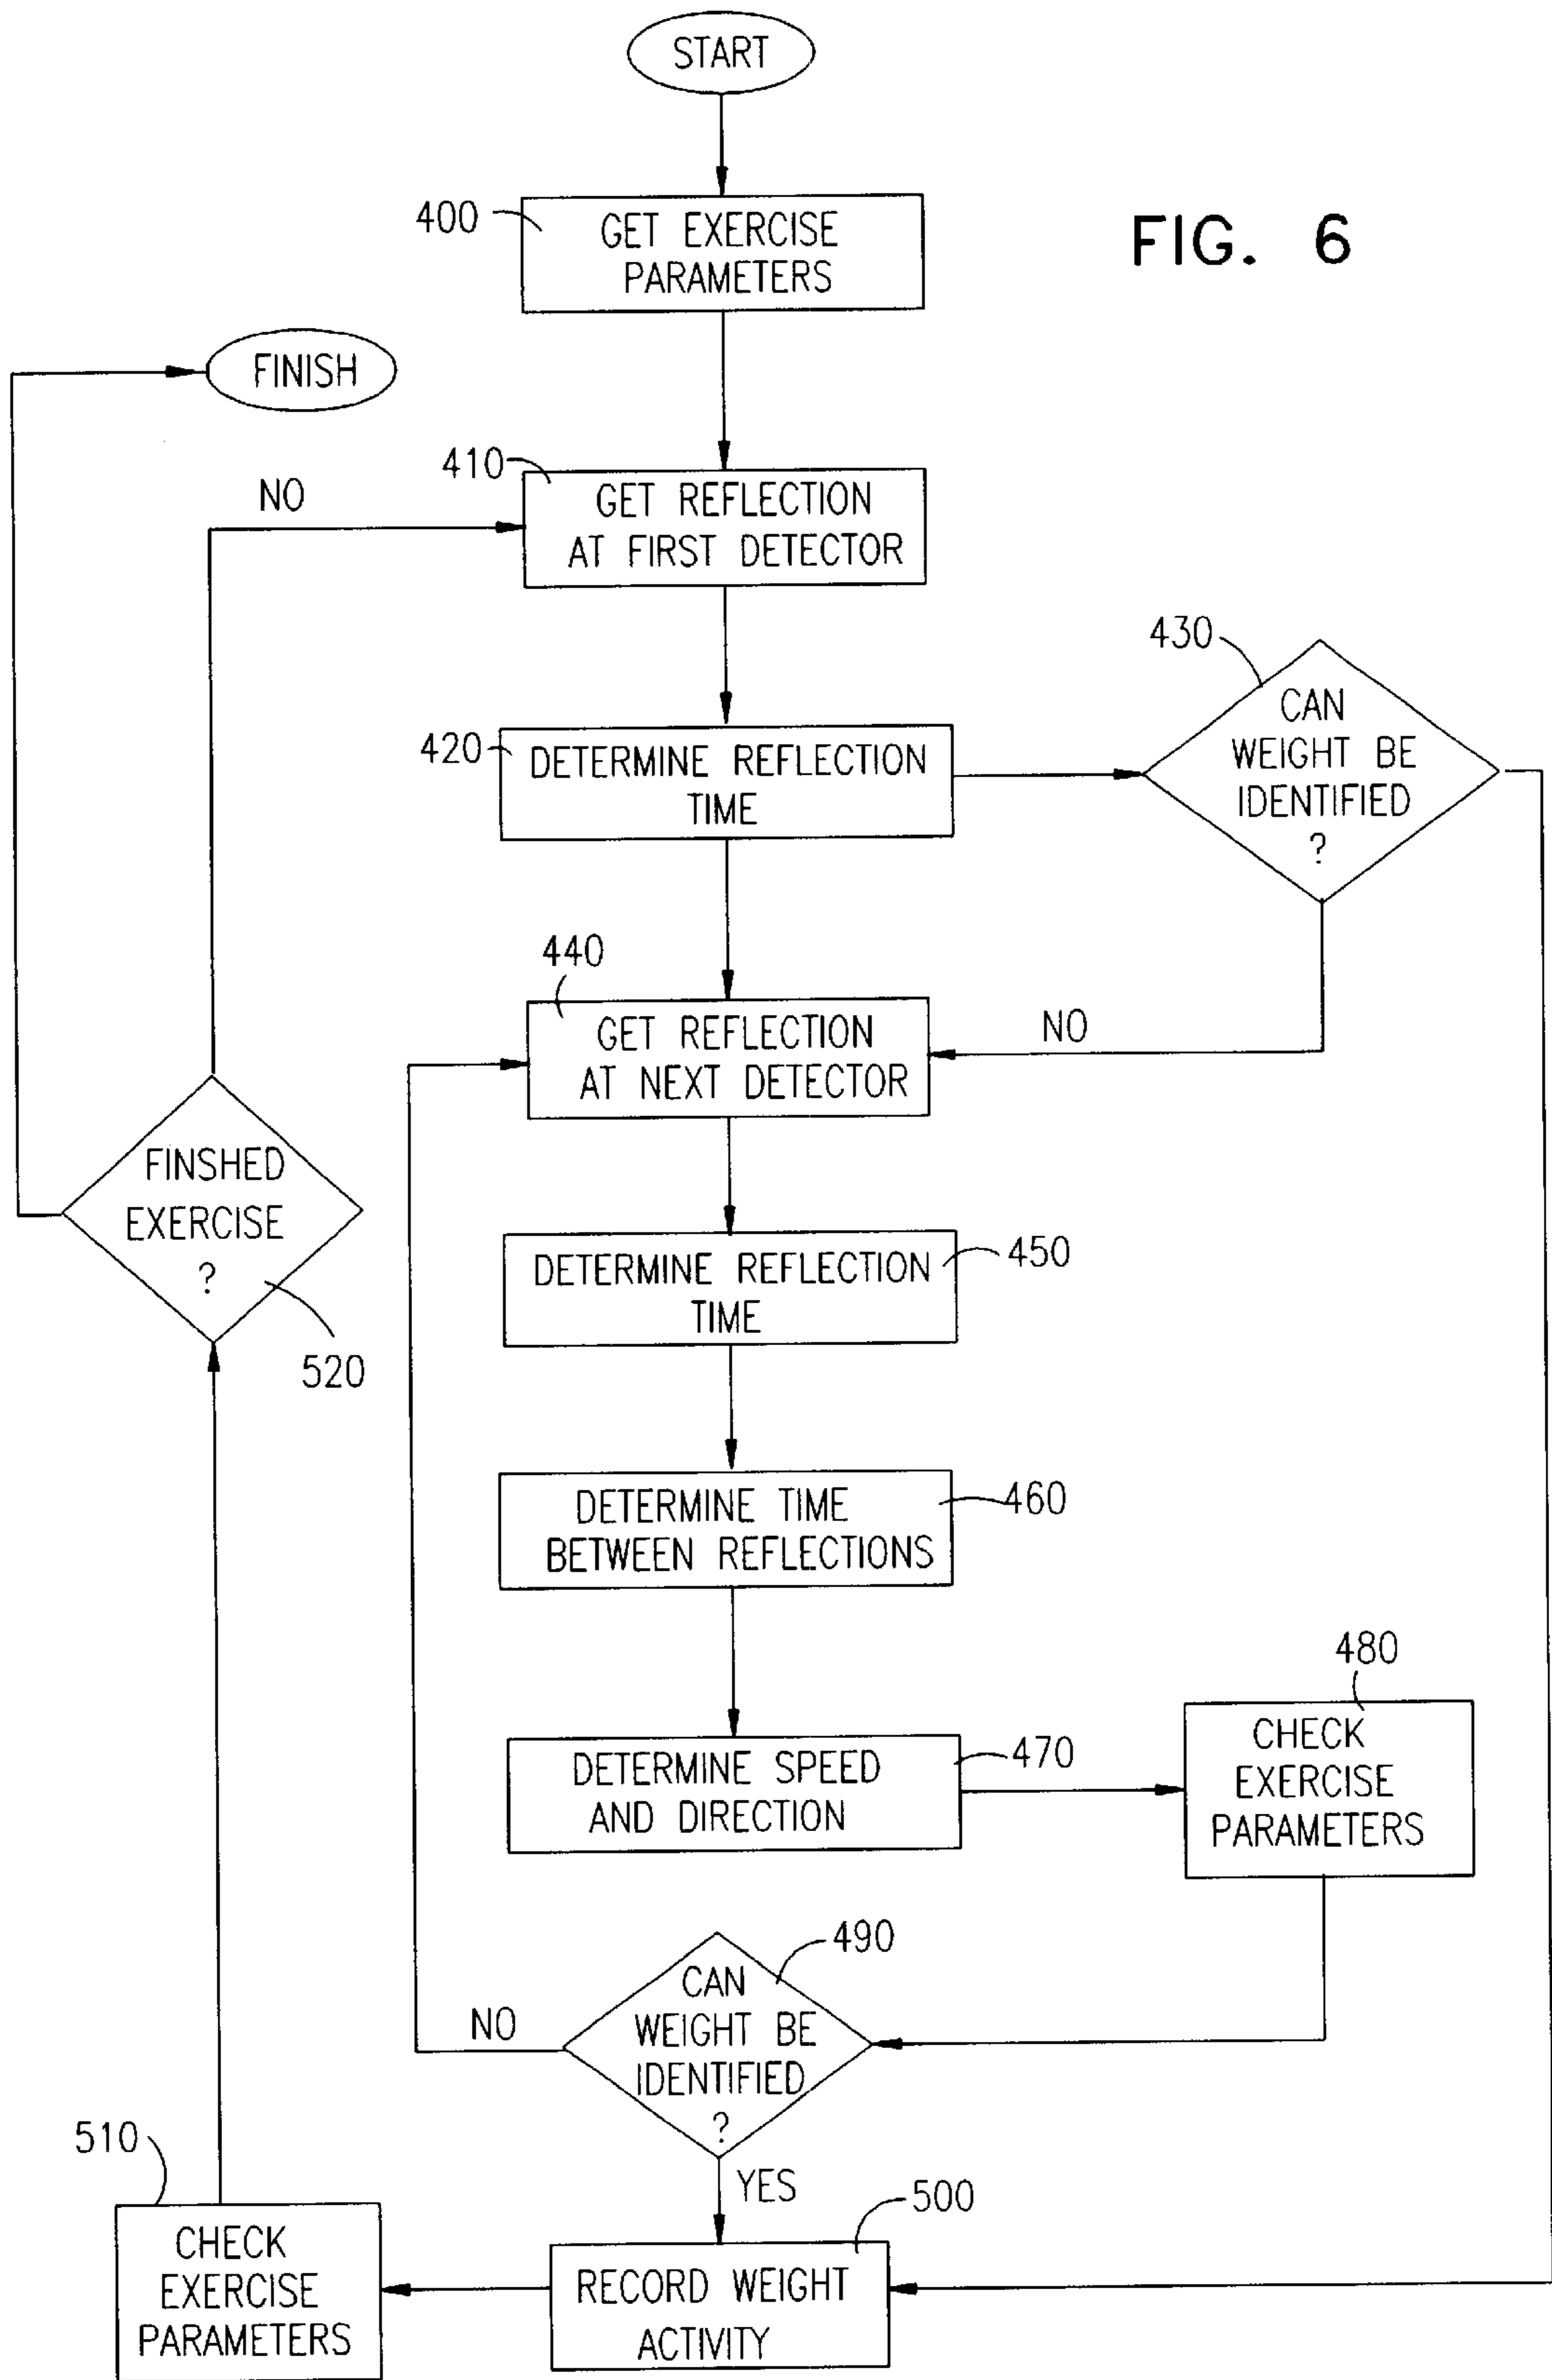 START
400
GET EXERCISE
PARAMETERS
FIG. 6
FINISH
410
NO
GET REFLECTION
AT FIRST DETECTOR
430
CAN
WEIGHT BE
IDENTIFIED
?
420
DETERMINE REFLECTION
TIME
440
GET REFLECTION
AT NEXT DETECTOR
NO
FINSHED
EXERCISE
?
520
450
DETERMINE REFLECTION
TIME
460
DETERMINE TIME
BETWEEN REFLECTIONS
480
CHECK
EXERCISE
PARAMETERS
470
DETERMINE SPEED
AND DIRECTION
490
CAN
WEIGHT BE
IDENTIFIED
?
NO
YES
510
CHECK
EXERCISE
PARAMETERS
500
RECORD WEIGHT
ACTIVITY